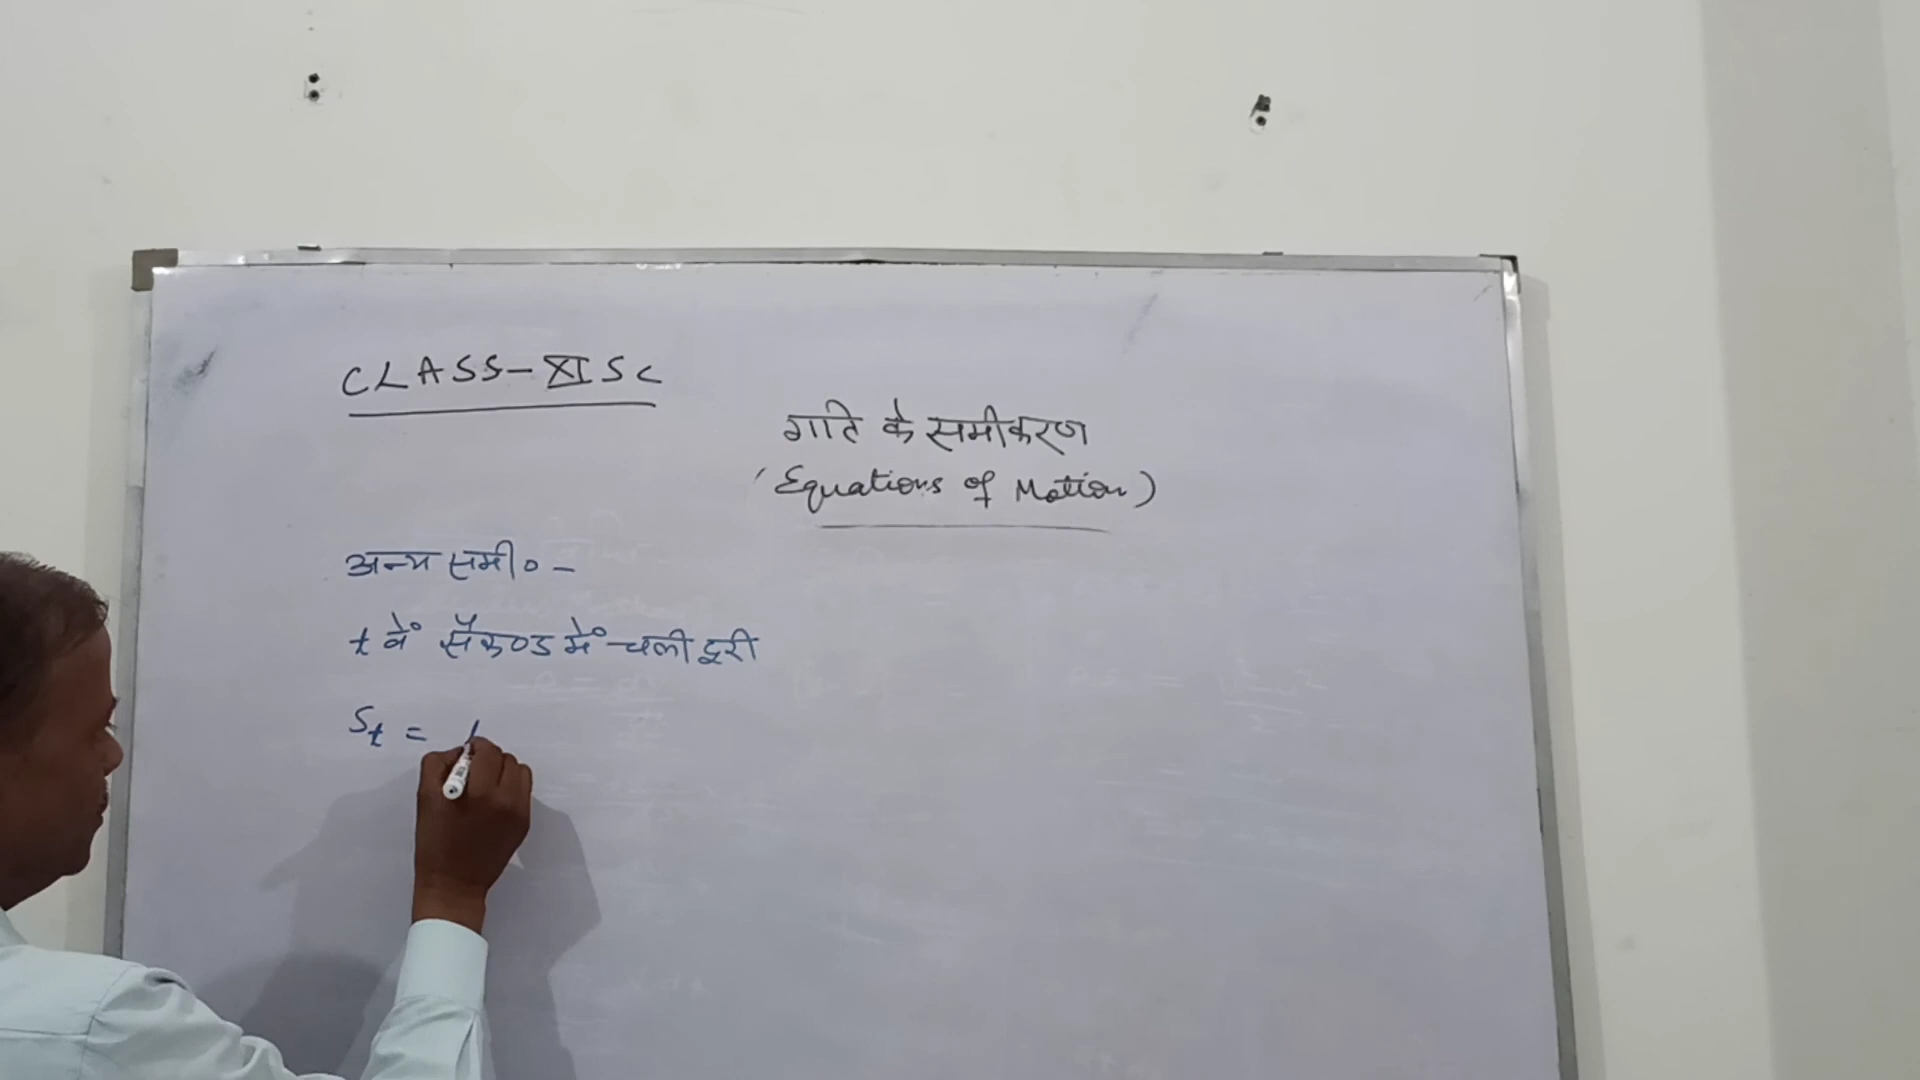 CLASS-XI SC
गति के समीकरण
(Equations of Motion)
अन्य समी० -
t वें सैकण्ड में चली दूरी
St =